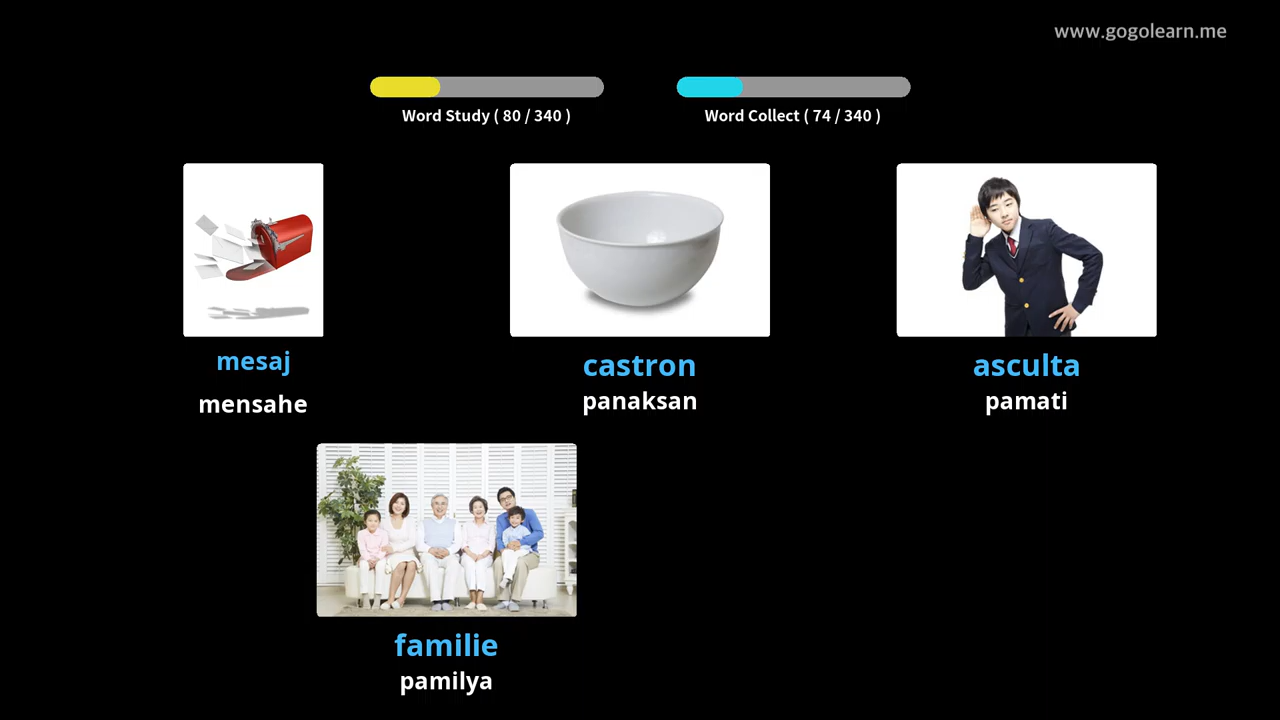 www.gogolearn.me
Word Study ( 80 / 340 )
Word Collect ( 74 / 340 )
mesaj
mensahe
castron
panaksan
asculta
pamati
familie
pamilya